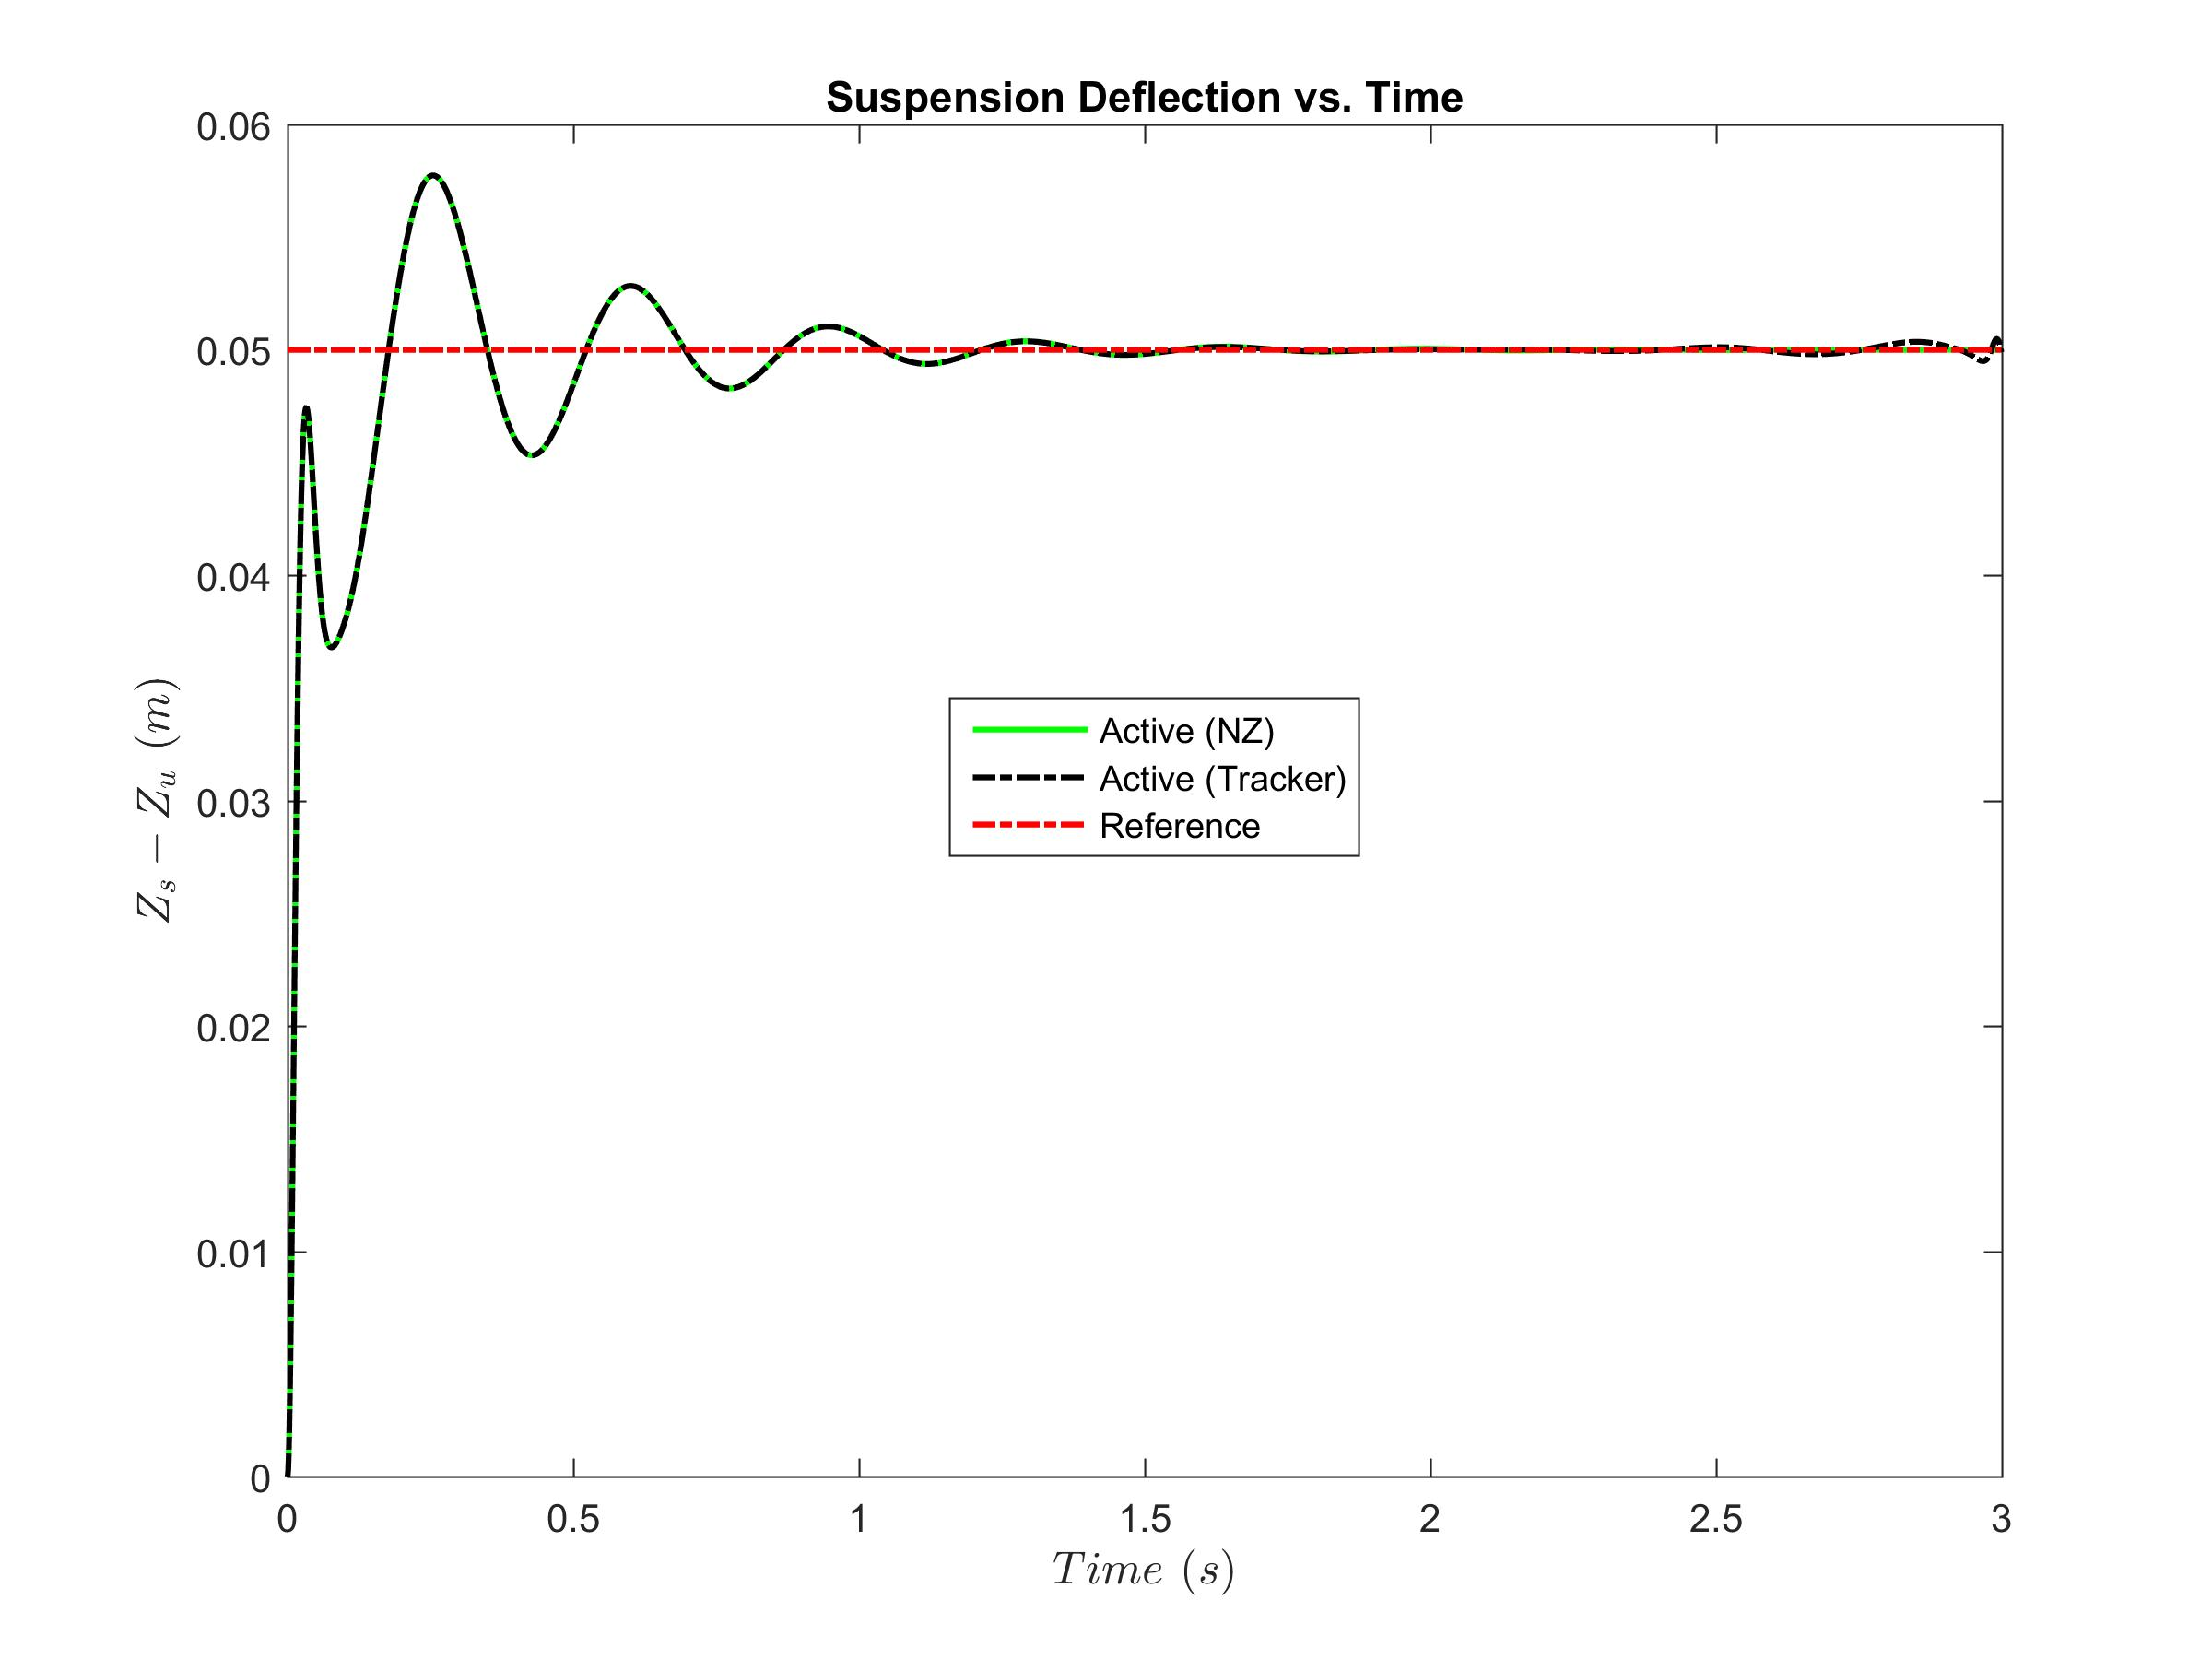 Suspension Deflection vs. Time
0.06
0.05
0.04
0.03
0.02
0.01
0
Z_s − Z_u (m)
Active (NZ)
Active (Tracker)
Reference
0 0.5 1 1.5 2 2.5 3
Time (s)